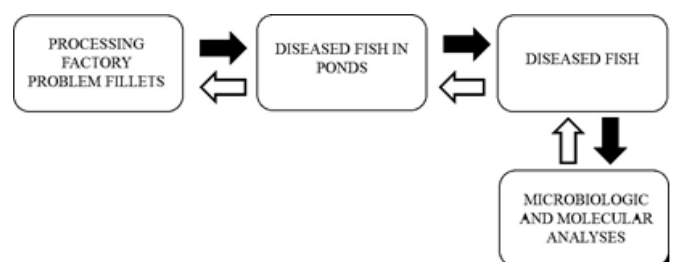 PROCESSING
FACTORY
PROBLEM FILLETS
DISEASED FISH IN
PONDS
DISEASED FISH
MICROBIOLOGIC
AND MOLECULAR
ANALYSES